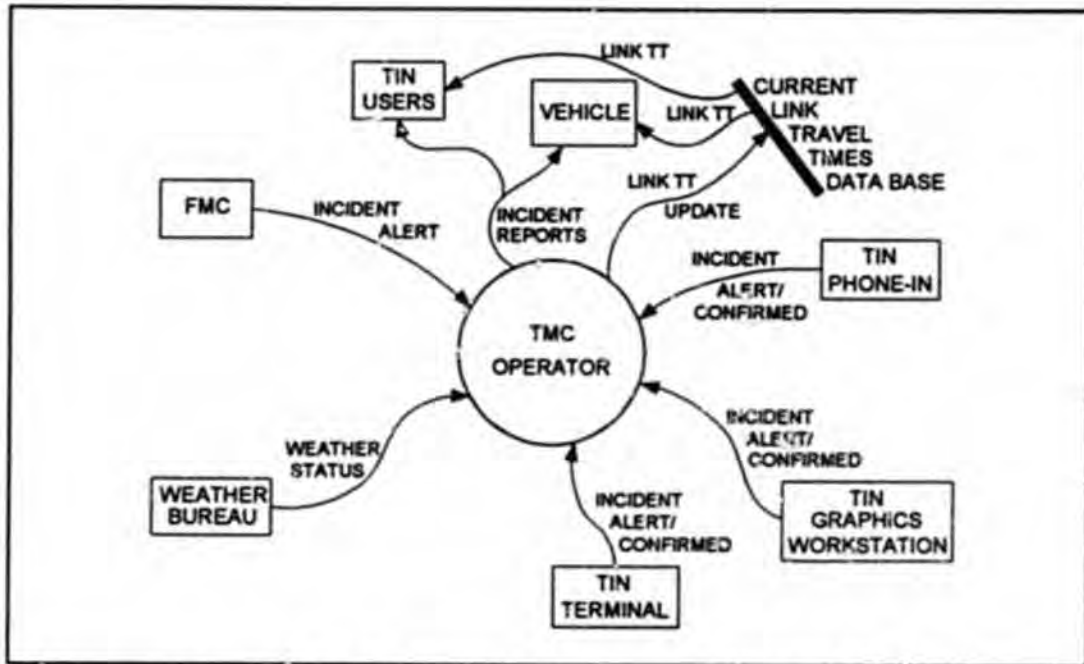 LINK TT
TIN
USERS
VEHICLE
LINK TT
CURRENT
LINK
TRAVEL
TIMES
DATA BASE
LINK TT
UPDATE
FMC
INCIDENT
ALERT
INCIDENT
REPORTS
INCIDENT
ALERT/
CONFIRMED
TIN
PHONE-IN
TMC
OPERATOR
WEATHER
STATUS
WEATHER
BUREAU
INCIDENT
ALERT/
CONFIRMED
TIN
TERMINAL
INCIDENT
ALERT/
CONFIRMED
TIN
GRAPHICS
WORKSTATION